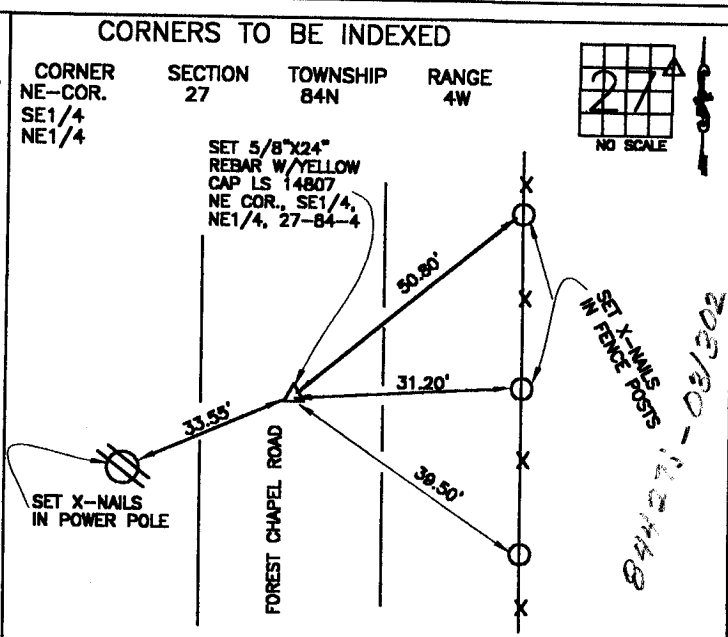 CORNERS TO BE INDEXED
CORNER SECTION TOWNSHIP RANGE
NE-COR. 27 84N 4W
SE1/4
NE1/4
27
NO SCALE
SET 5/8"X24"
REBAR W/YELLOW
CAP LS 14807
NE COR., SE1/4,
NE1/4, 27-84-4
50.80'
SET X-NAILS
IN FENCE POSTS
31.20'
33.55'
39.50'
FOREST CHAPEL ROAD
SET X-NAILS
IN POWER POLE
X
X
X
X